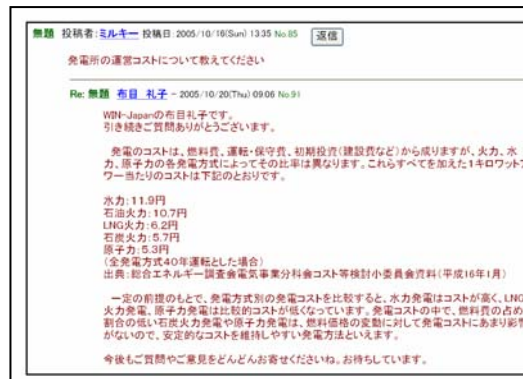 無題 投稿者:ミルキー 投稿日:2005/10/16(Sun) 13:35 No.85 返信
発電所の運営コストについて教えてください
Re: 無題 布目 礼子 - 2005/10/20(Thu) 09:06 No.91
WIN-Japanの布目礼子です。
引き続きご質問ありがとうございます。
発電のコストは、燃料費、運転・保守費、初期投資(建設費など)から成りますが、火力、水
力、原子力の各発電方式によってその比率は異なります。これらすべてを加えた1キロワットア
ワー当たりのコストは下記のとおりです。
水力:11.9円
石油火力:10.7円
LNG火力:6.2円
石炭火力:5.7円
原子力:5.3円
(全発電方式40年運転とした場合)
出典:総合エネルギー調査会電気事業分科会コスト等検討小委員会資料(平成16年1月)
一定の前提のもとで、発電方式別の発電コストを比較すると、水力発電はコストが高く、LNG
火力発電、原子力発電は比較的コストが低くなっています。発電コストの中で、燃料費の占め
割合の低い石炭火力発電や原子力発電は、燃料価格の変動に対して発電コストにあまり影響
がないので、安定的なコストを維持しやすい発電方法といえます。
今後もご質問やご意見をどんどんお寄せくださいね。お待ちしています。